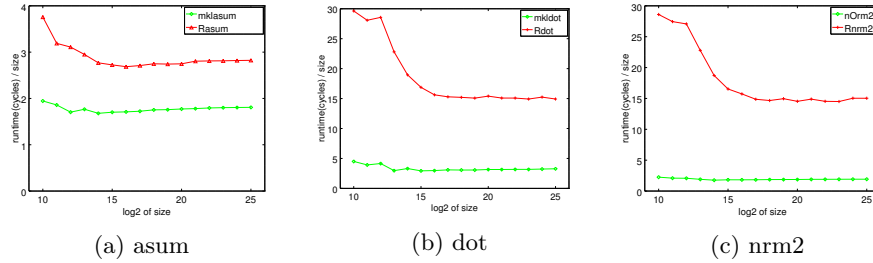 mklasum
Rasum
runtime(cycles) / size
4
3
2
1
0
10
15
20
25
log2 of size
(a) asum
mkldot
Rdot
runtime(cycles) / size
30
25
20
15
10
5
0
10
15
20
25
log2 of size
(b) dot
nOrm2
Rnrm2
runtime(cycles) / size
30
25
20
15
10
5
0
10
15
20
25
log2 of size
(c) nrm2